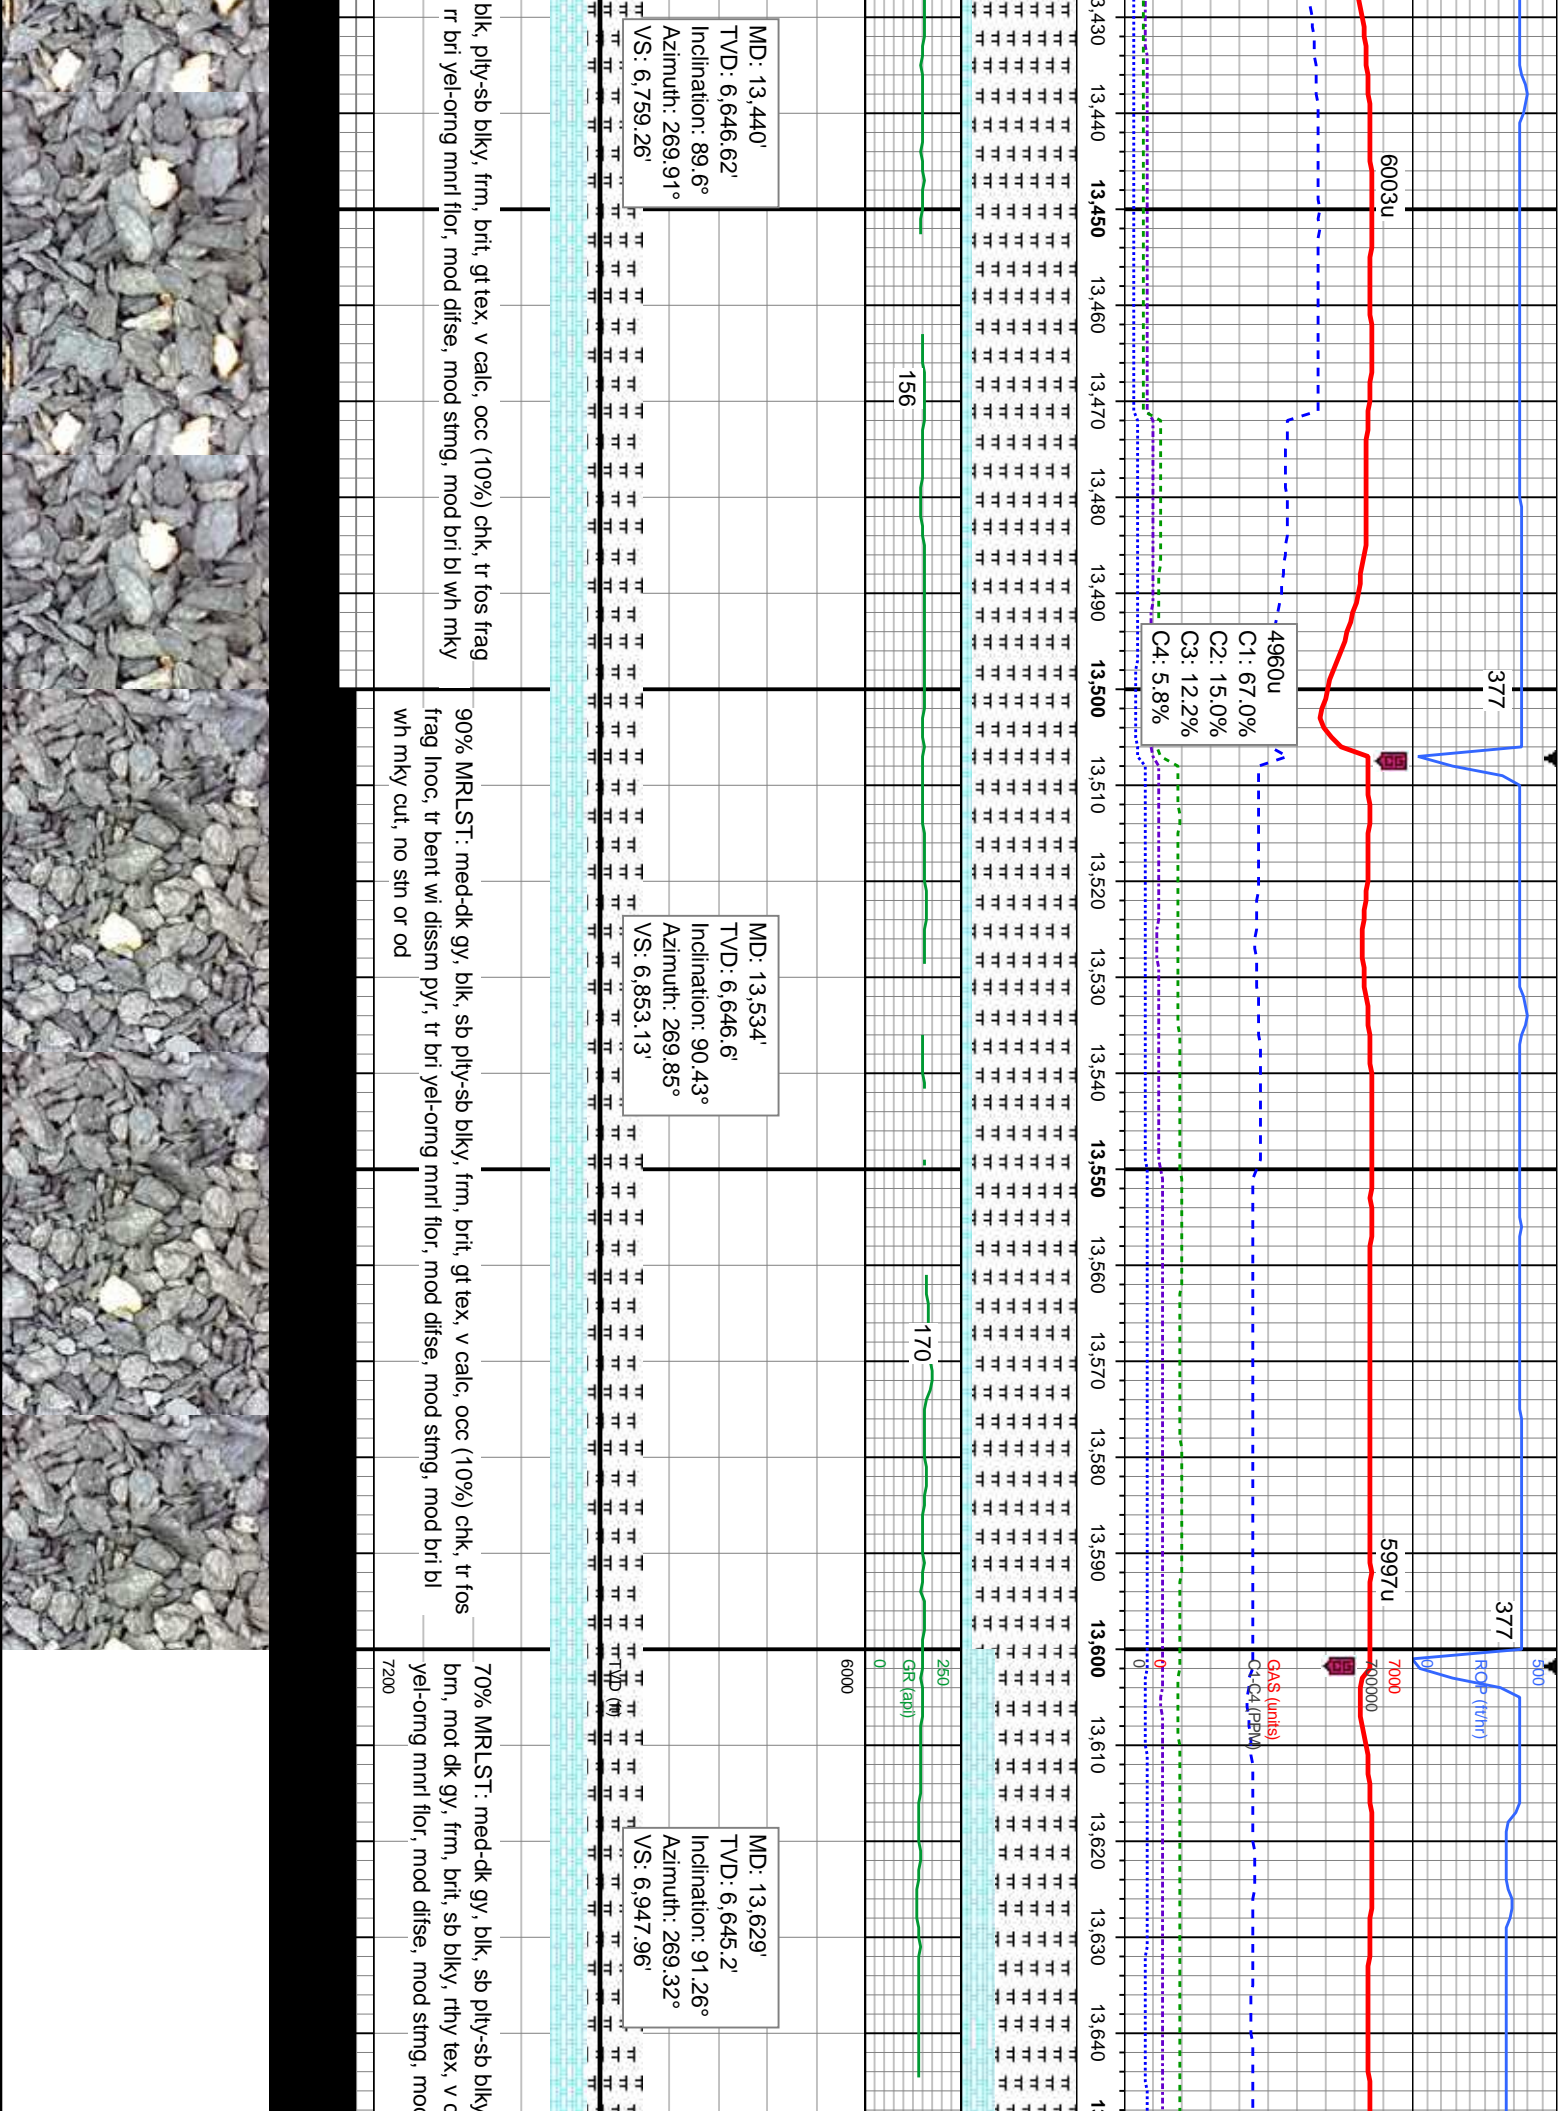 13,430
13,440
13,450
13,460
13,470
13,480
13,490
13,500
13,510
13,520
13,530
13,540
13,550
13,560
13,570
13,580
13,590
13,600
13,610
13,620
13,630
13,640
6003u
377
4960u
C1: 67.0%
C2: 15.0%
C3: 12.2%
C4: 5.8%
5997u
377
500
ROP (ft/hr)
0
7000
700000
GAS (units)
C1-C4 (PPM)
0
0
156
170
250
GR (api)
0
6000
TVD (ft)
7200
MD: 13,440'
TVD: 6,646.62'
Inclination: 89.6°
Azimuth: 269.91°
VS: 6,759.26'
MD: 13,534'
TVD: 6,646.6'
Inclination: 90.43°
Azimuth: 269.85°
VS: 6,853.13'
MD: 13,629'
TVD: 6,645.2'
Inclination: 91.26°
Azimuth: 269.32°
VS: 6,947.96'
blk, plty-sb blky, frm, brit, gt tex, v calc, occ (10%) chk, tr fos frag
bri yel-orng mnrl flor, mod difse, mod stmg, mod bri bl wh mky
90% MRLST: med-dk gy, blk, sb plty-sb blky, frm, brit, gt tex, v calc, occ (10%) chk, tr fos
frag Inoc, tr bent wi dissm pyr, tr bri yel-orng mnrl flor, mod difse, mod stmg, mod bri bl
wh mky cut, no stn or od
70% MRLST: med-dk gy, blk, sb plty-sb blky
brn, mot dk gy, frm, brit, sb blky, rthy tex, v
yel-orng mnrl flor, mod difse, mod stmg,